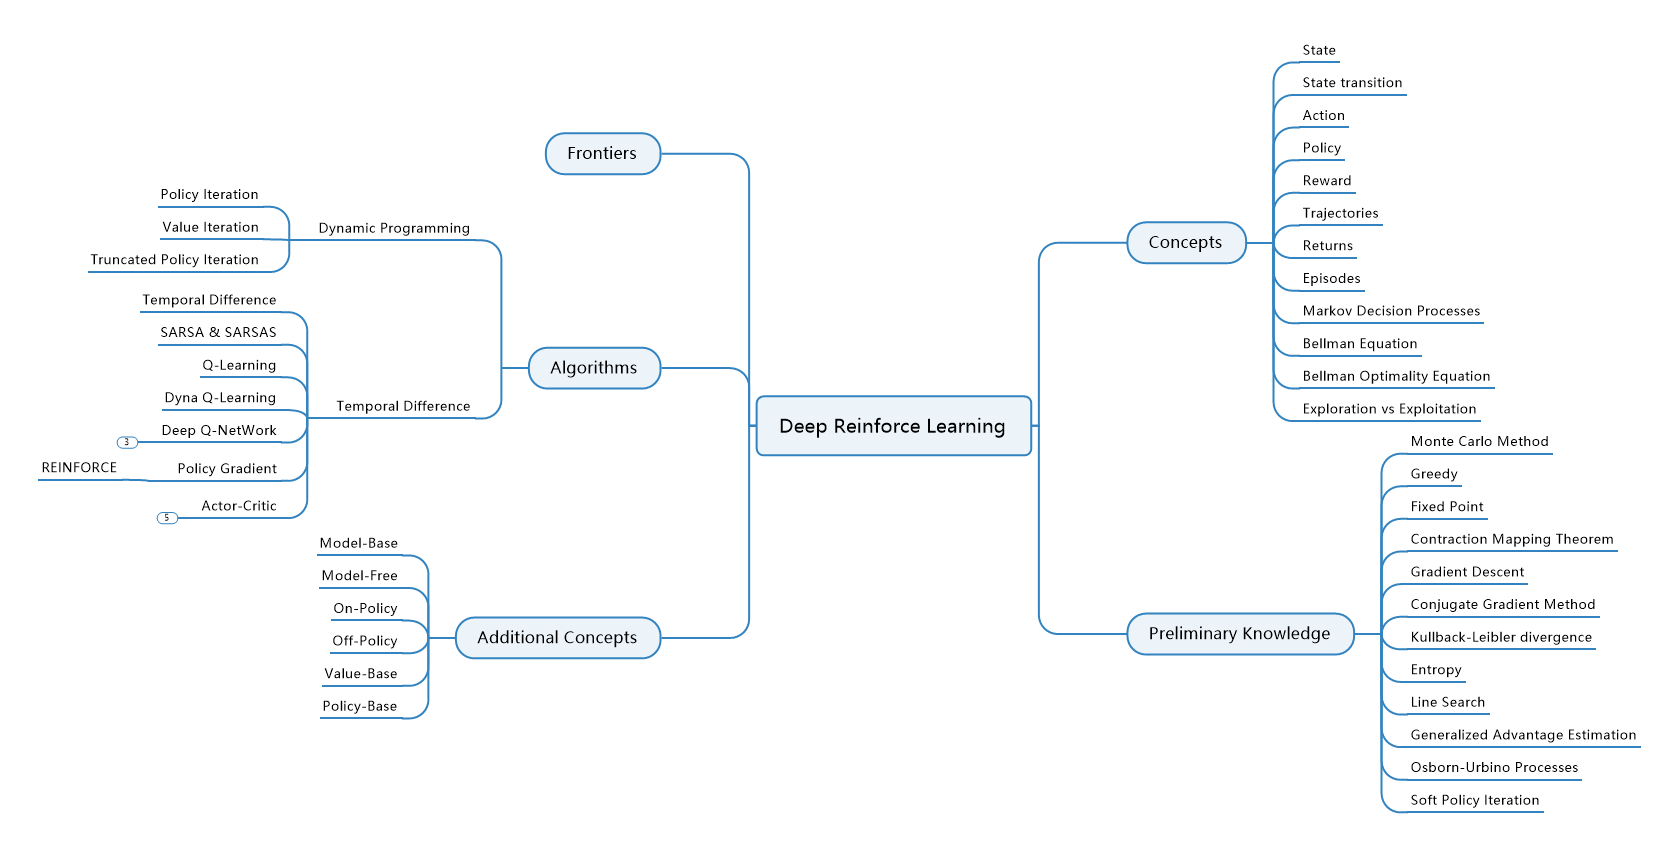 Deep Reinforce Learning
Frontiers
Algorithms
Dynamic Programming
Policy Iteration
Value Iteration
Truncated Policy Iteration
Temporal Difference
Temporal Difference
SARSA & SARSAS
Q-Learning
Dyna Q-Learning
Deep Q-NetWork
3
Policy Gradient
REINFORCE
Actor-Critic
5
Additional Concepts
Model-Base
Model-Free
On-Policy
Off-Policy
Value-Base
Policy-Base
Concepts
State
State transition
Action
Policy
Reward
Trajectories
Returns
Episodes
Markov Decision Processes
Bellman Equation
Bellman Optimality Equation
Exploration vs Exploitation
Preliminary Knowledge
Monte Carlo Method
Greedy
Fixed Point
Contraction Mapping Theorem
Gradient Descent
Conjugate Gradient Method
Kullback-Leibler divergence
Entropy
Line Search
Generalized Advantage Estimation
Osborn-Urbino Processes
Soft Policy Iteration